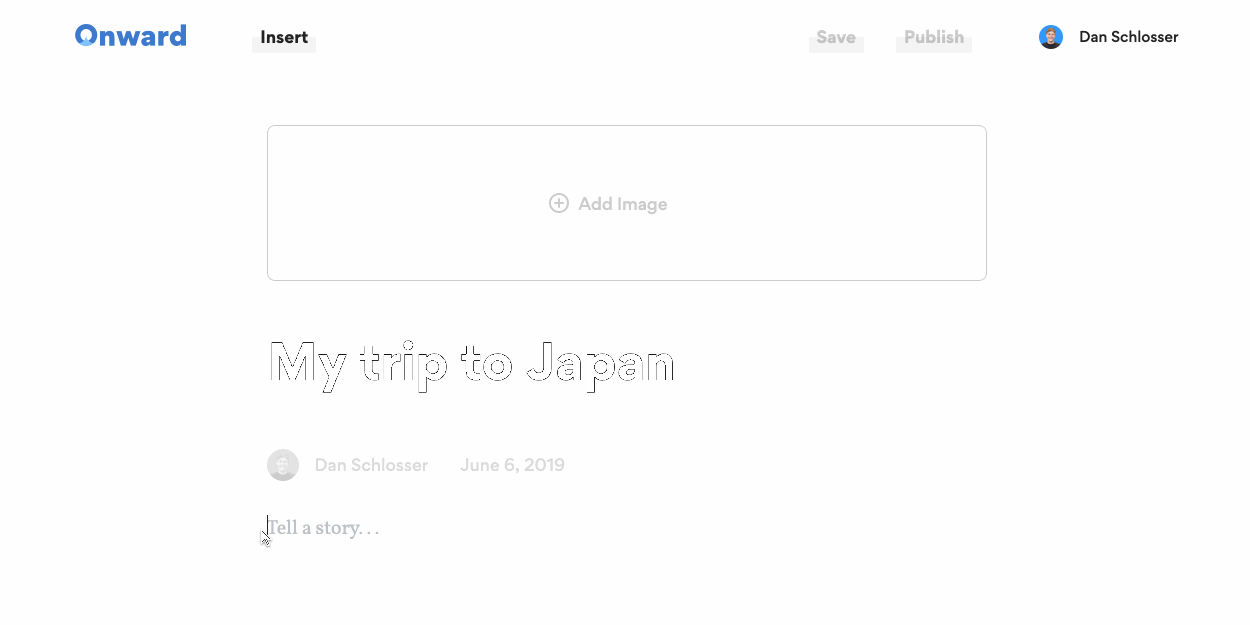 Onward Insert Save Publish Dan Schlosser
Add Image
My trip to Japan
Dan Schlosser June 6, 2019
Tell a story. . .